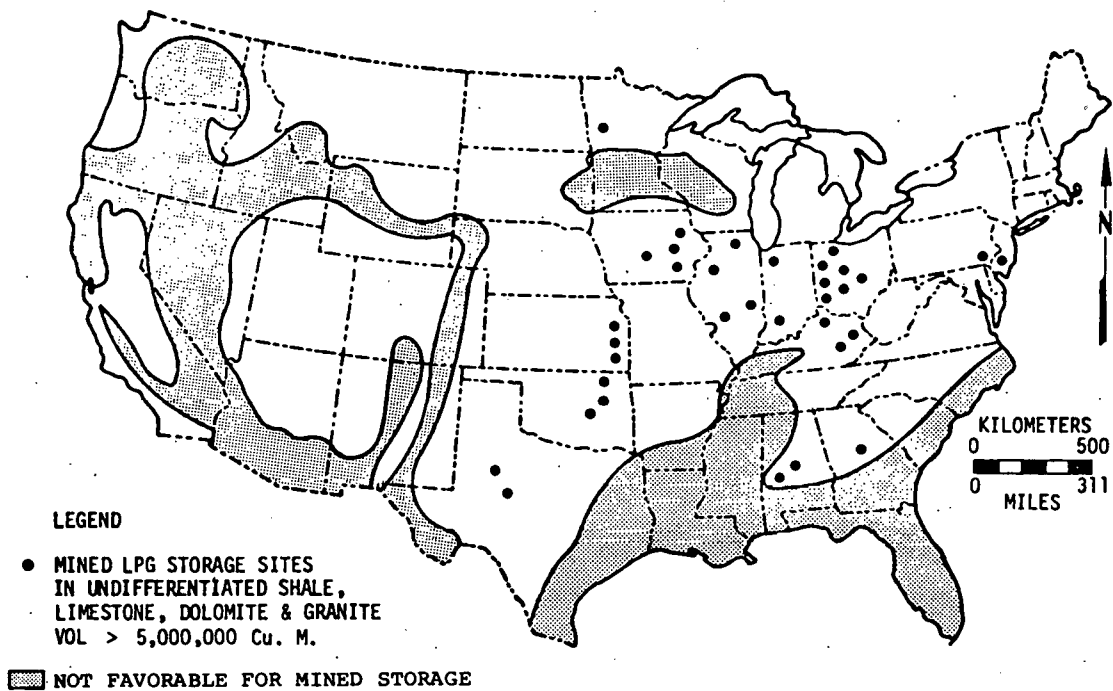 N
KILOMETERS
0 500
0 311
MILES
LEGEND
MINED LPG STORAGE SITES
IN UNDIFFERENTIATED SHALE,
LIMESTONE, DOLOMITE & GRANITE
VOL > 5,000,000 Cu. M.
NOT FAVORABLE FOR MINED STORAGE